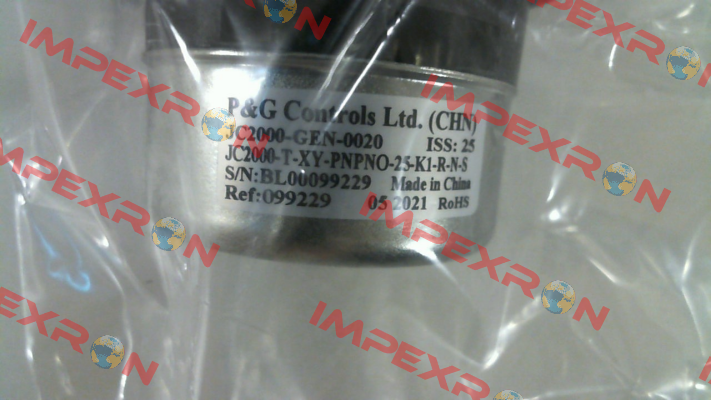 P&G Controls Ltd. (CHN)
JC2000-GEN-0020 ISS: 25
JC2000-T-XY-PNPNO-25-K1-R-N-S
S/N:BL00099229 Made in China
Ref:099229 05 2021 RoHS
IMPEXRON
IMPEXRON
IMPEXRON
IMPEXRON
IMPEXRON
IMPEXRON